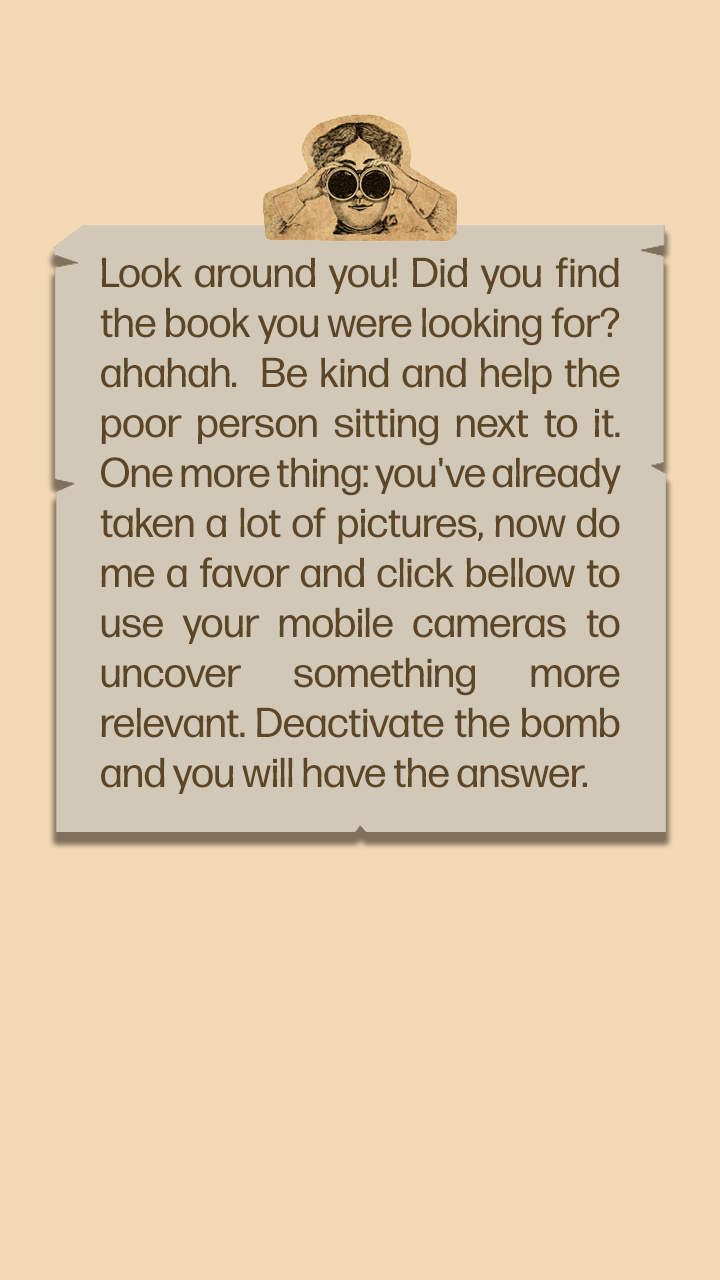 Look around you! Did you find
the book you were looking for?
ahahah.  Be kind and help the
poor person sitting next to it.
One more thing: you've already
taken a lot of pictures, now do
me a favor and click bellow to
use your mobile cameras to
uncover something more
relevant. Deactivate the bomb
and you will have the answer.